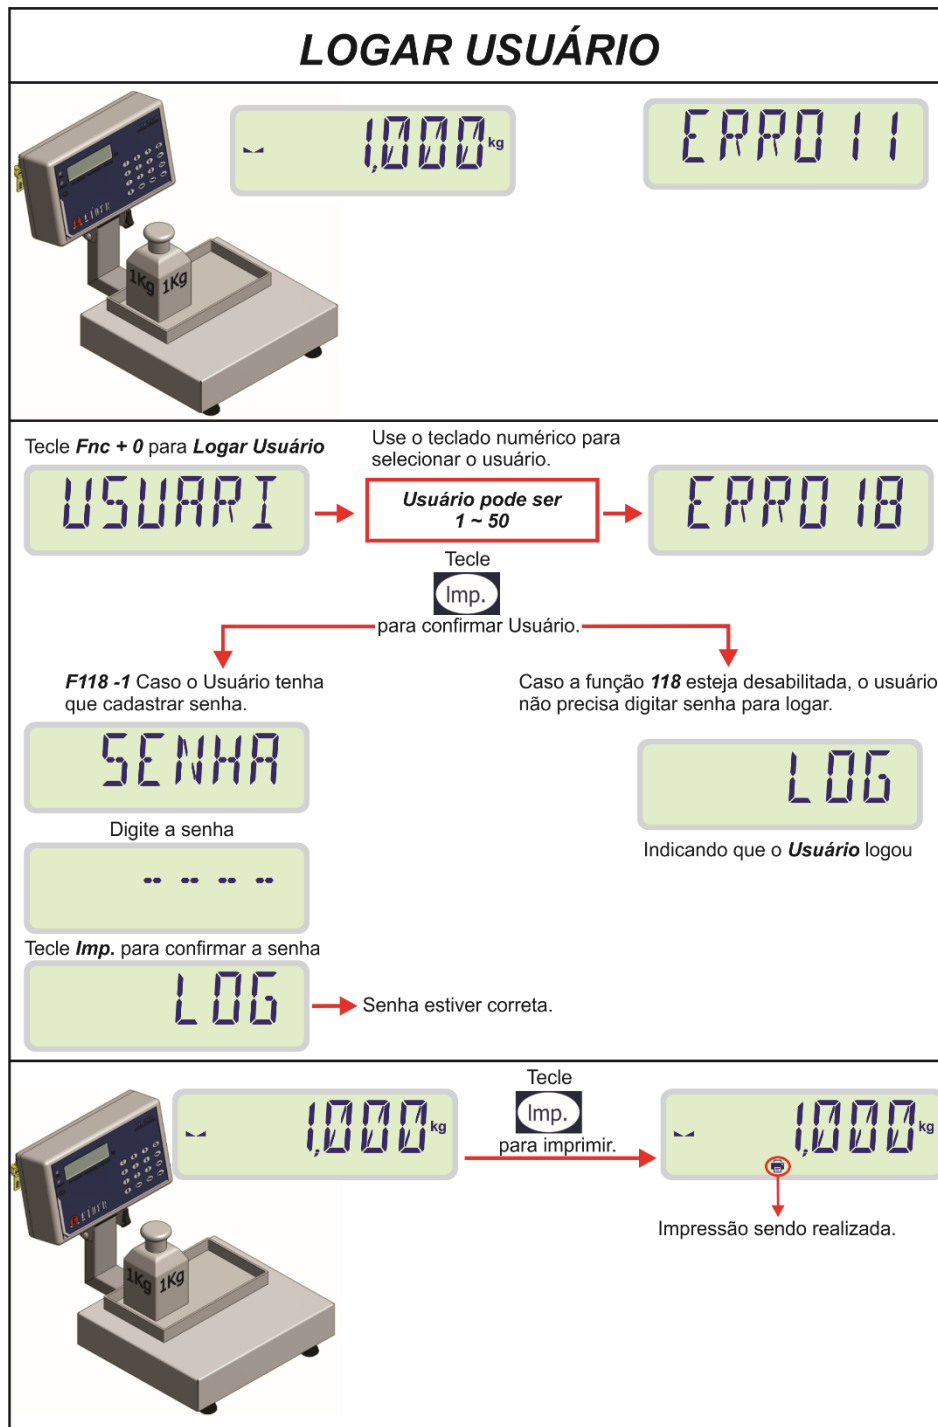 LOGAR USUÁRIO
1,000 kg
ERRO 11
1Kg 1Kg
Tecle Fnc + 0 para Logar Usuário
Use o teclado numérico para
selecionar o usuário.
USUARI
Usuário pode ser
1 ~ 50
ERRO 18
Tecle
Imp.
para confirmar Usuário.
F118 -1 Caso o Usuário tenha
que cadastrar senha.
Caso a função 118 esteja desabilitada, o usuário
não precisa digitar senha para logar.
SENHA
LOG
Digite a senha
Indicando que o Usuário logou
-- -- -- --
Tecle Imp. para confirmar a senha
LOG
Senha estiver correta.
1,000 kg
Tecle
Imp.
para imprimir.
1,000 kg
Impressão sendo realizada.
1Kg 1Kg